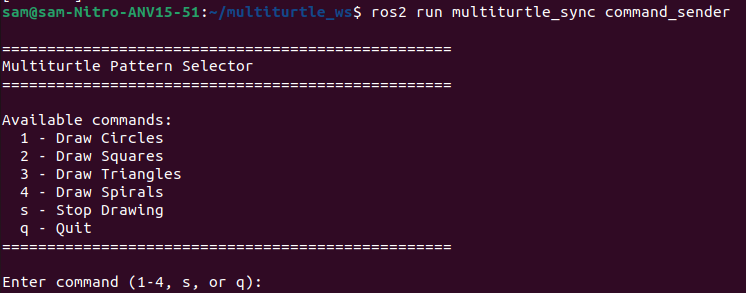 sam@sam-Nitro-ANV15-51:~/multiturtle_ws$ ros2 run multiturtle_sync command_sender
==================================================
Multiturtle Pattern Selector
==================================================
Available commands:
  1 - Draw Circles
  2 - Draw Squares
  3 - Draw Triangles
  4 - Draw Spirals
  s - Stop Drawing
  q - Quit
==================================================
Enter command (1-4, s, or q):